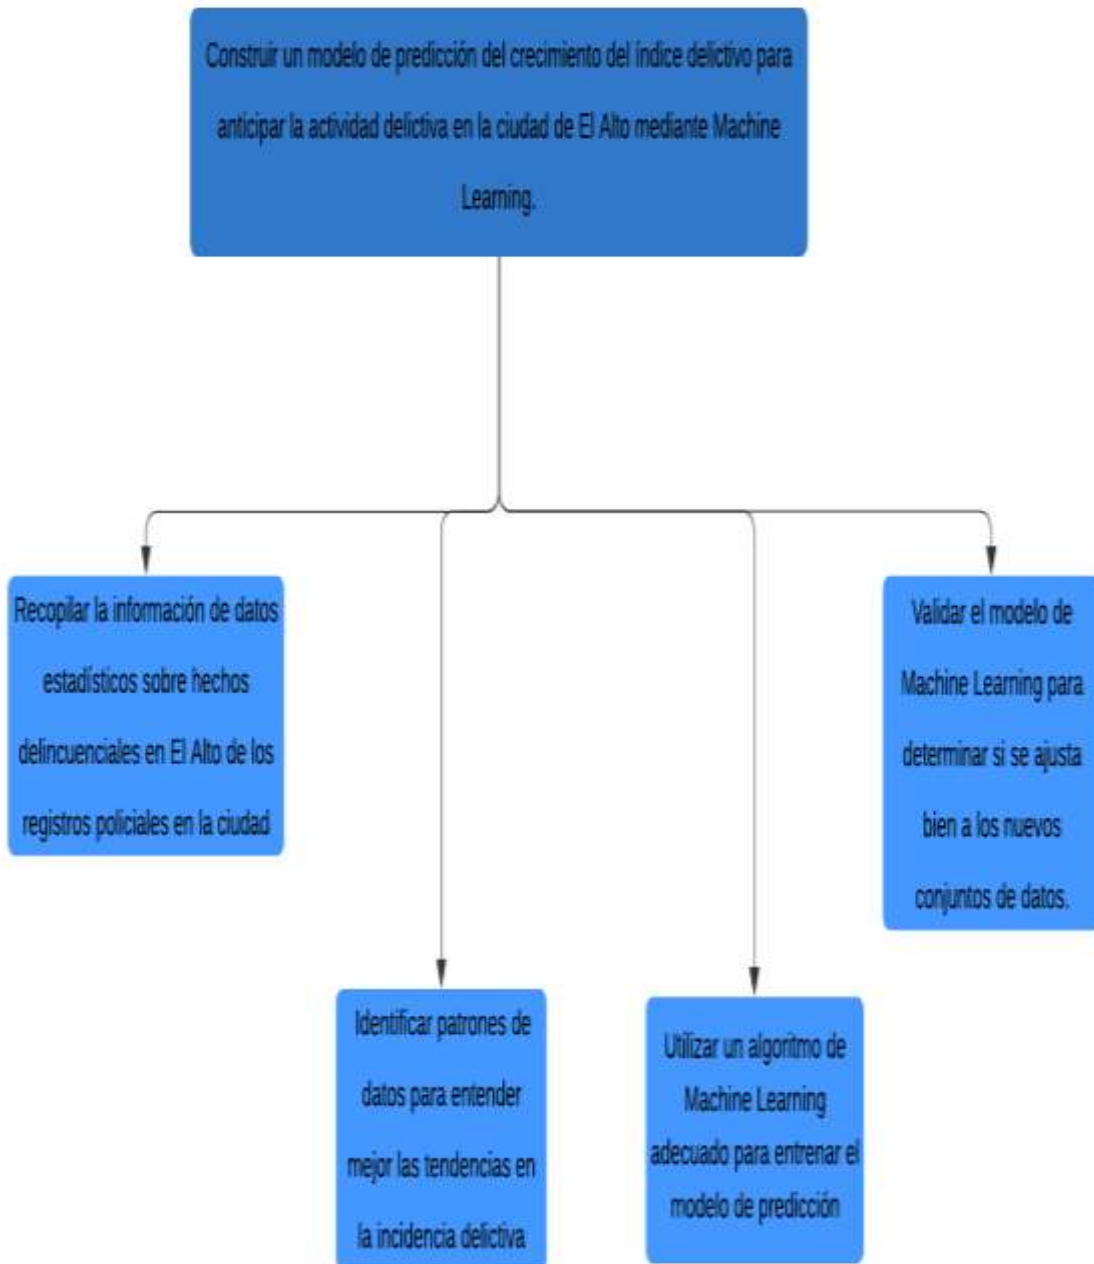 Construir un modelo de predicción del crecimiento del índice delictivo para
anticipar la actividad delictiva en la ciudad de El Alto mediante Machine
Learning.
Recopilar la información de datos
estadísticos sobre hechos
delincuenciales en El Alto de los
registros policiales en la ciudad
Identificar patrones de
datos para entender
mejor las tendencias en
la incidencia delictiva
Utilizar un algoritmo de
Machine Learning
adecuado para entrenar el
modelo de predicción
Validar el modelo de
Machine Learning para
determinar si se ajusta
bien a los nuevos
conjuntos de datos.